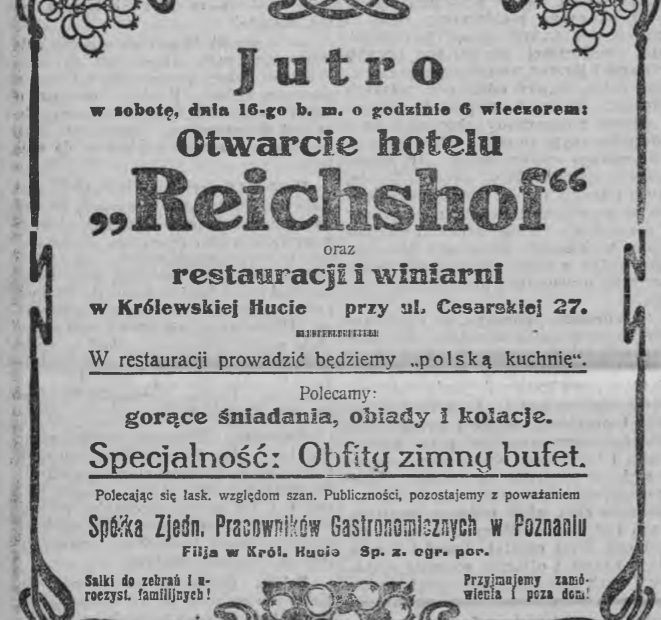 Jutro
w sobotę, dnia 16-go b. m. o godzinie 6 wieczorem:
Otwarcie hotelu
„Reichshof“
oraz
restauracji i winiarni
w Królewskiej Hucie przy ul. Cesarskiej 27.
W restauracji prowadzić będziemy „polską kuchnię“.
Polecamy:
gorące śniadania, obiady i kolacje.
Specjalność: Obfity zimny bufet.
Polecając się łask. względom szan. Publiczności, pozostajemy z poważaniem
Spółka Zjedn. Pracowników Gastronomicznych w Poznaniu
Filja w Król. Hucie Sp. z. ogr. por.
Salki do zebrań i u-
roczyst. familijnych!
Przyjmujemy zamó-
wienia i poza dom!